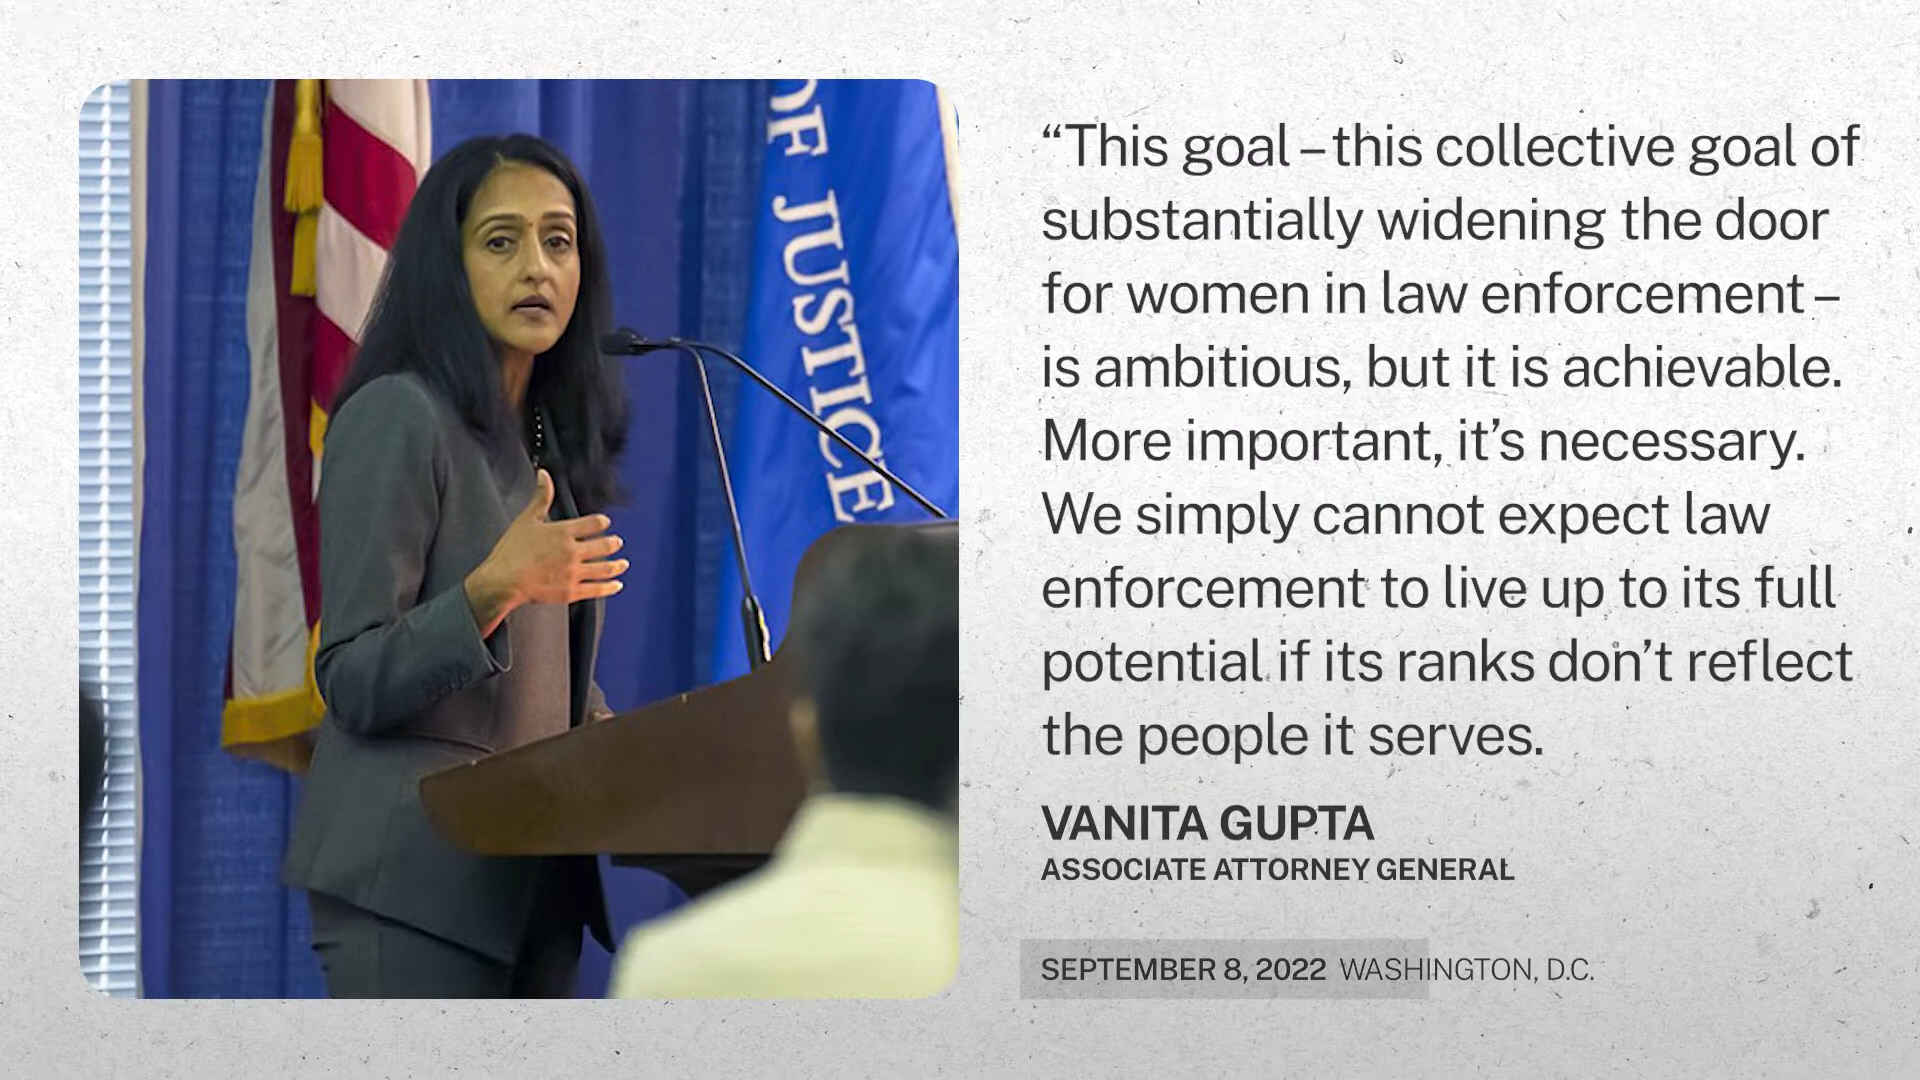 OF JUSTICE
“This goal – this collective goal of
substantially widening the door
for women in law enforcement –
is ambitious, but it is achievable.
More important, it’s necessary.
We simply cannot expect law
enforcement to live up to its full
potential if its ranks don’t reflect
the people it serves.
VANITA GUPTA
ASSOCIATE ATTORNEY GENERAL
SEPTEMBER 8, 2022 WASHINGTON, D.C.